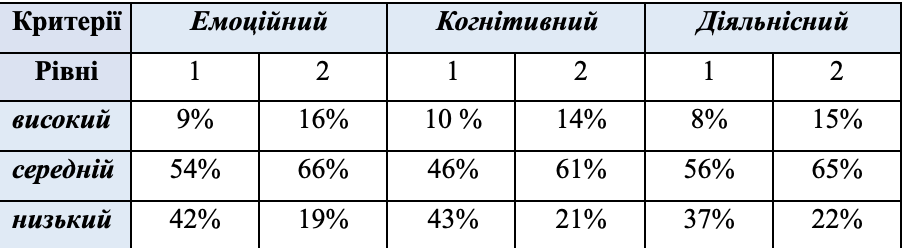 Критерії Емоційний Когнітивний Діяльнісний
Рівні 1 2 1 2 1 2
високий 9% 16% 10 % 14% 8% 15%
середній 54% 66% 46% 61% 56% 65%
низький 42% 19% 43% 21% 37% 22%